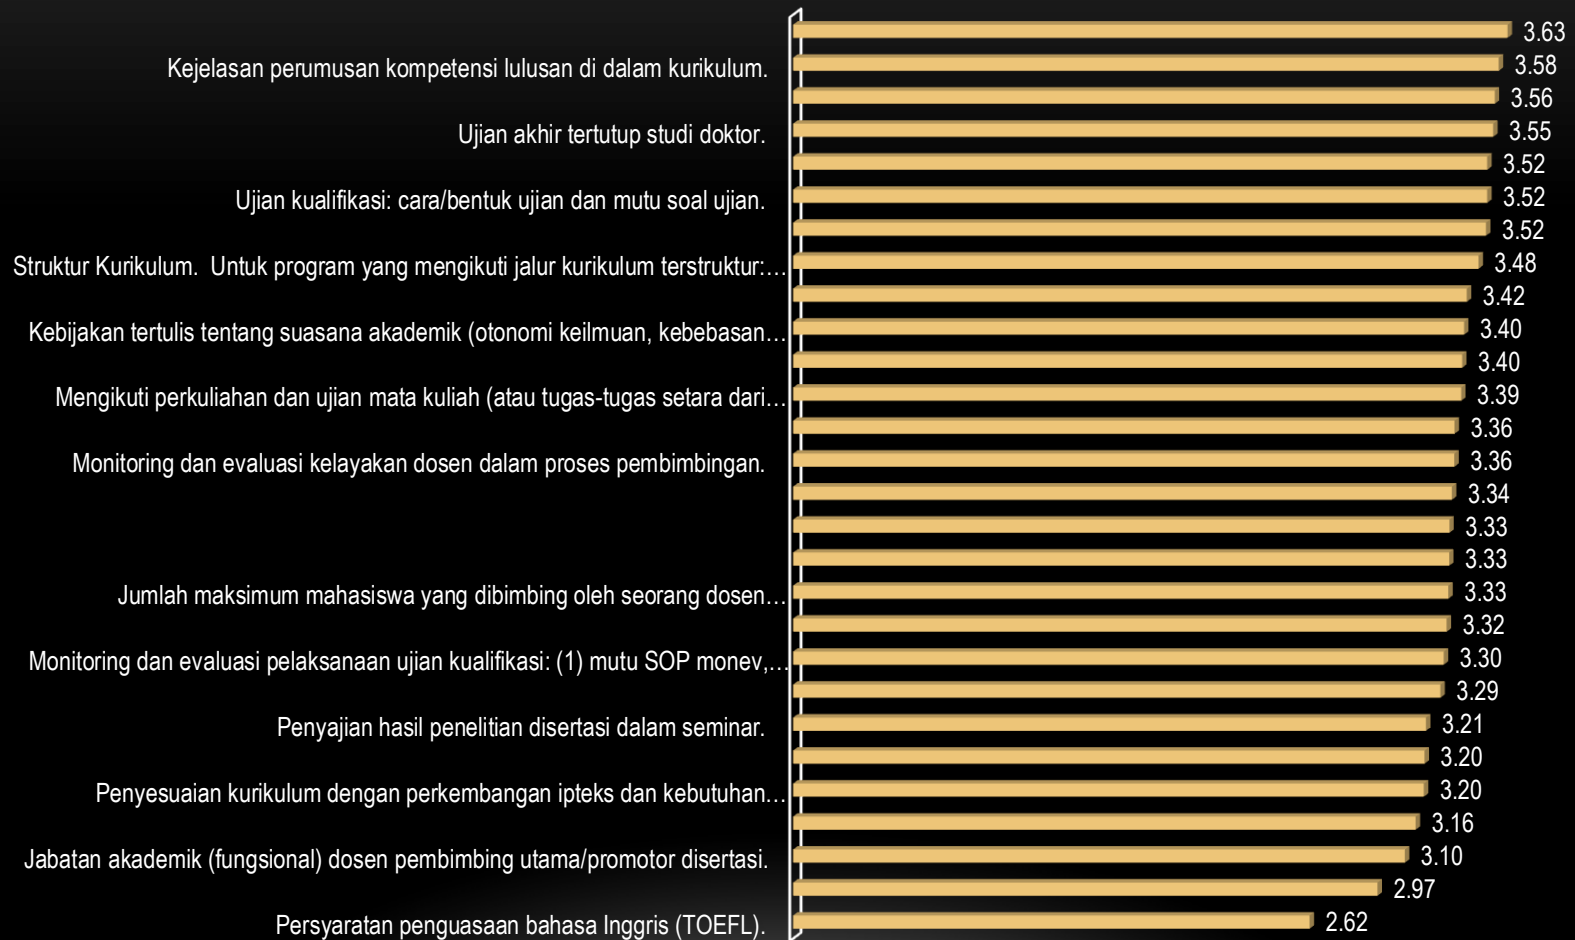 3.63
Kejelasan perumusan kompetensi lulusan di dalam kurikulum. 3.58
3.56
Ujian akhir tertutup studi doktor. 3.55
3.52
Ujian kualifikasi: cara/bentuk ujian dan mutu soal ujian. 3.52
3.52
Struktur Kurikulum.  Untuk program yang mengikuti jalur kurikulum terstruktur:… 3.48
3.42
Kebijakan tertulis tentang suasana akademik (otonomi keilmuan, kebebasan… 3.40
3.40
Mengikuti perkuliahan dan ujian mata kuliah (atau tugas-tugas setara dari… 3.39
3.36
Monitoring dan evaluasi kelayakan dosen dalam proses pembimbingan. 3.36
3.34
3.33
3.33
Jumlah maksimum mahasiswa yang dibimbing oleh seorang dosen… 3.33
3.32
Monitoring dan evaluasi pelaksanaan ujian kualifikasi: (1) mutu SOP monev,… 3.30
3.29
Penyajian hasil penelitian disertasi dalam seminar. 3.21
3.20
Penyesuaian kurikulum dengan perkembangan ipteks dan kebutuhan… 3.20
3.16
Jabatan akademik (fungsional) dosen pembimbing utama/promotor disertasi. 3.10
2.97
Persyaratan penguasaan bahasa Inggris (TOEFL). 2.62